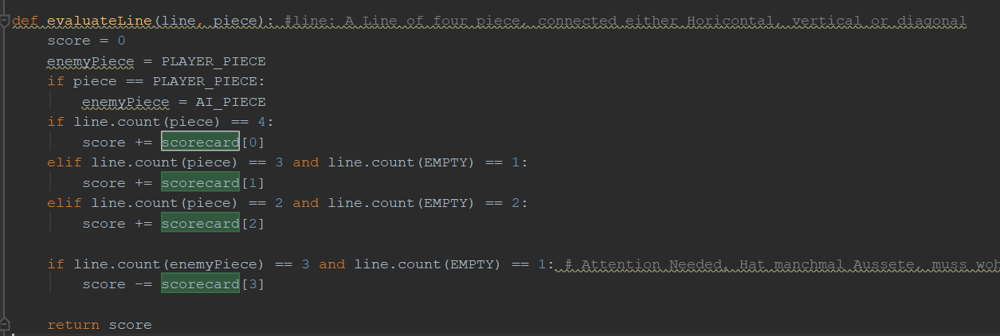 def evaluateLine(line, piece): #line: A Line of four piece, connected either Horicontal, vertical or diagonal
    score = 0
    enemyPiece = PLAYER_PIECE
    if piece == PLAYER_PIECE:
        enemyPiece = AI_PIECE
    if line.count(piece) == 4:
        score += scorecard[0]
    elif line.count(piece) == 3 and line.count(EMPTY) == 1:
        score += scorecard[1]
    elif line.count(piece) == 2 and line.count(EMPTY) == 2:
        score += scorecard[2]
    if line.count(enemyPiece) == 3 and line.count(EMPTY) == 1: # Attention Needed, Hat manchmal Aussete, muss
        score -= scorecard[3]
    return score